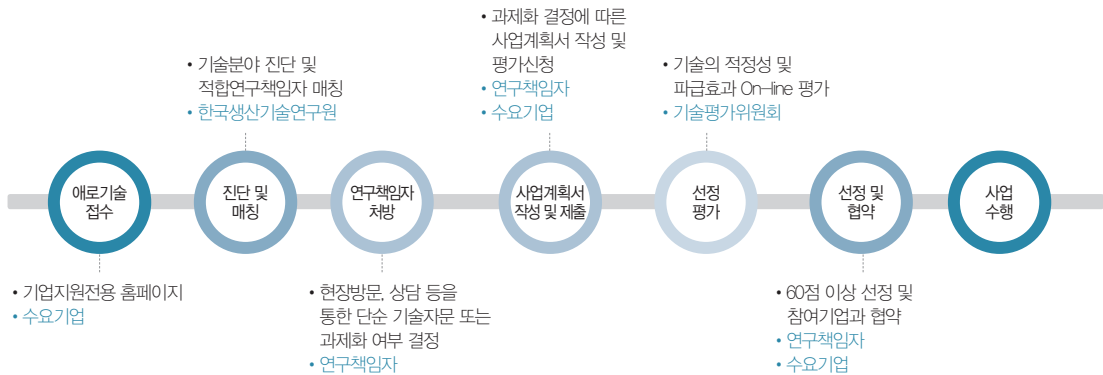 • 기술분야 진단 및
적합연구책임자 매칭
• 한국생산기술연구원
• 과제화 결정에 따른
사업계획서 작성 및
평가신청
• 연구책임자
• 수요기업
• 기술의 적정성 및
파급효과 On-line 평가
• 기술평가위원회
애로기술
접수
진단 및
매칭
연구책임자
처방
사업계획서
작성 및 제출
선정
평가
선정 및
협약
사업
수행
• 기업지원전용 홈페이지
• 수요기업
• 현장방문, 상담 등을
통한 단순 기술자문 또는
과제화 여부 결정
• 연구책임자
• 60점 이상 선정 및
참여기업과 협약
• 연구책임자
• 수요기업